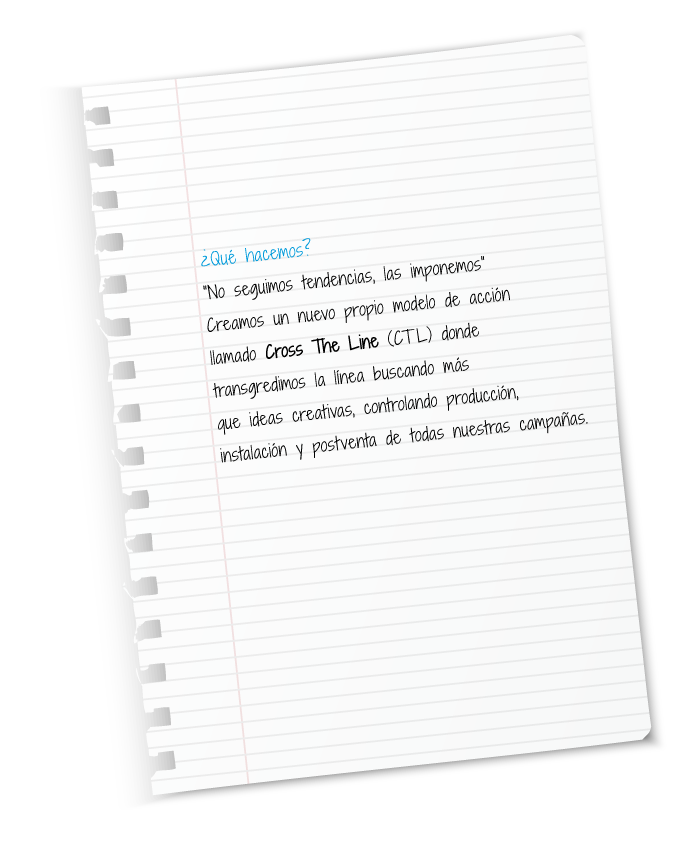 ¿Qué hacemos?
"No seguimos tendencias, las imponemos"
Creamos un nuevo propio modelo de acción
llamado Cross The Line (CTL) donde
transgredimos la línea buscando más
que ideas creativas, controlando producción,
instalación y postventa de todas nuestras campañas.